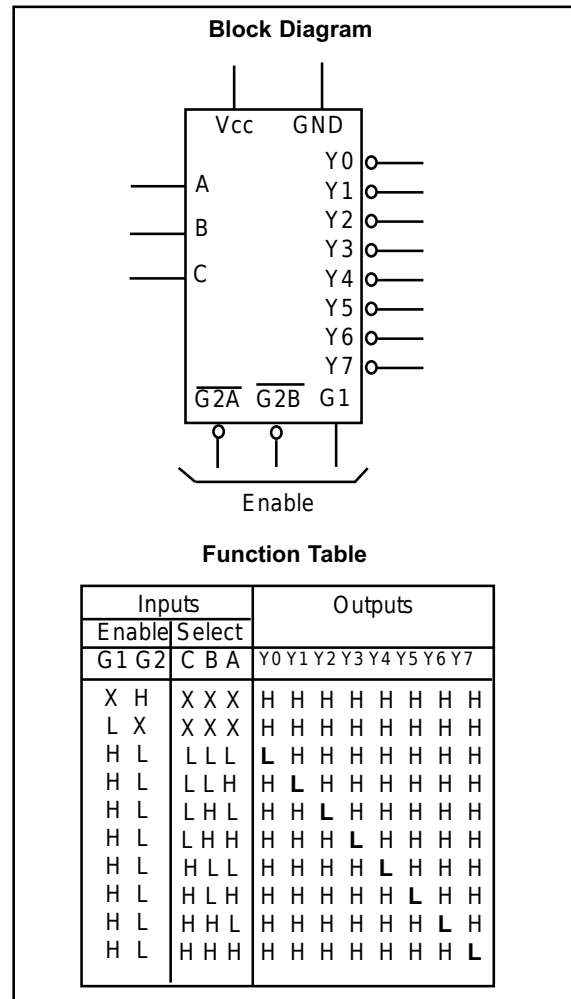 Block Diagram
Vcc GND
Y0
A Y1
Y2
B Y3
C Y4
Y5
Y6
Y7
G2A G2B G1
Enable
Function Table
Inputs Outputs
Enable Select
G1 G2 C B A Y0 Y1 Y2 Y3 Y4 Y5 Y6 Y7
X H X X X H H H H H H H H
L X X X X H H H H H H H H
H L L L L L H H H H H H H
H L L L H H L H H H H H H
H L L H L H H L H H H H H
H L L H H H H H L H H H H
H L H L L H H H H L H H H
H L H L H H H H H H L H H
H L H H L H H H H H H L H
H L H H H H H H H H H H L